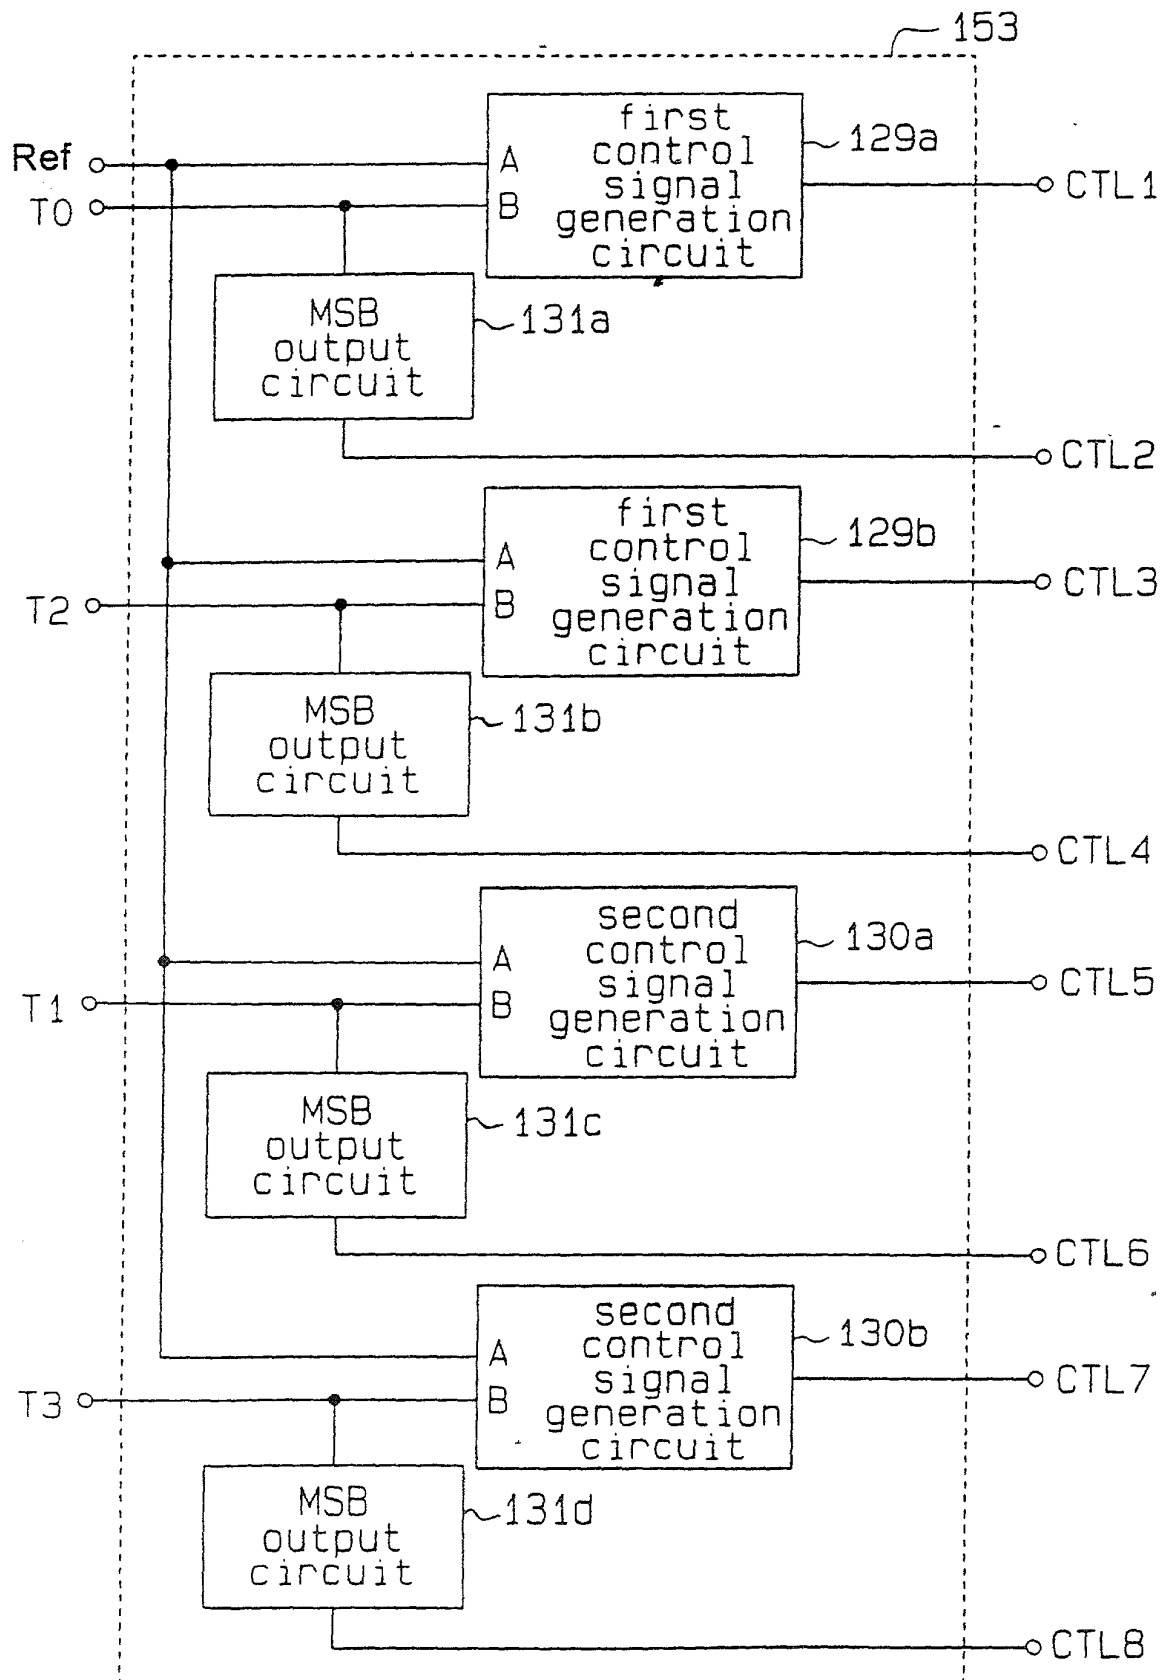 153
Ref
T0
A
B
first
control
signal
generation
circuit
129a
CTL1
MSB
output
circuit
131a
CTL2
T2
A
B
first
control
signal
generation
circuit
129b
CTL3
MSB
output
circuit
131b
CTL4
T1
A
B
second
control
signal
generation
circuit
130a
CTL5
MSB
output
circuit
131c
CTL6
T3
A
B
second
control
signal
generation
circuit
130b
CTL7
MSB
output
circuit
131d
CTL8